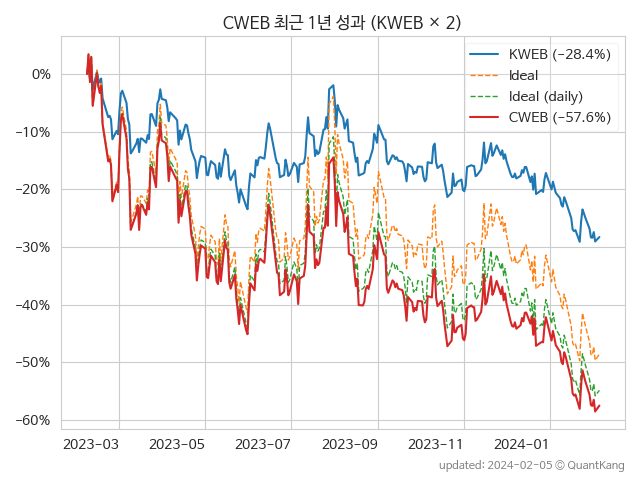 CWEB 최근 1년 성과 (KWEB × 2)
KWEB (−28.4%)
Ideal
Ideal (daily)
CWEB (−57.6%)
0%
−10%
−20%
−30%
−40%
−50%
−60%
2023-03 2023-05 2023-07 2023-09 2023-11 2024-01
updated: 2024-02-05 © QuantKang